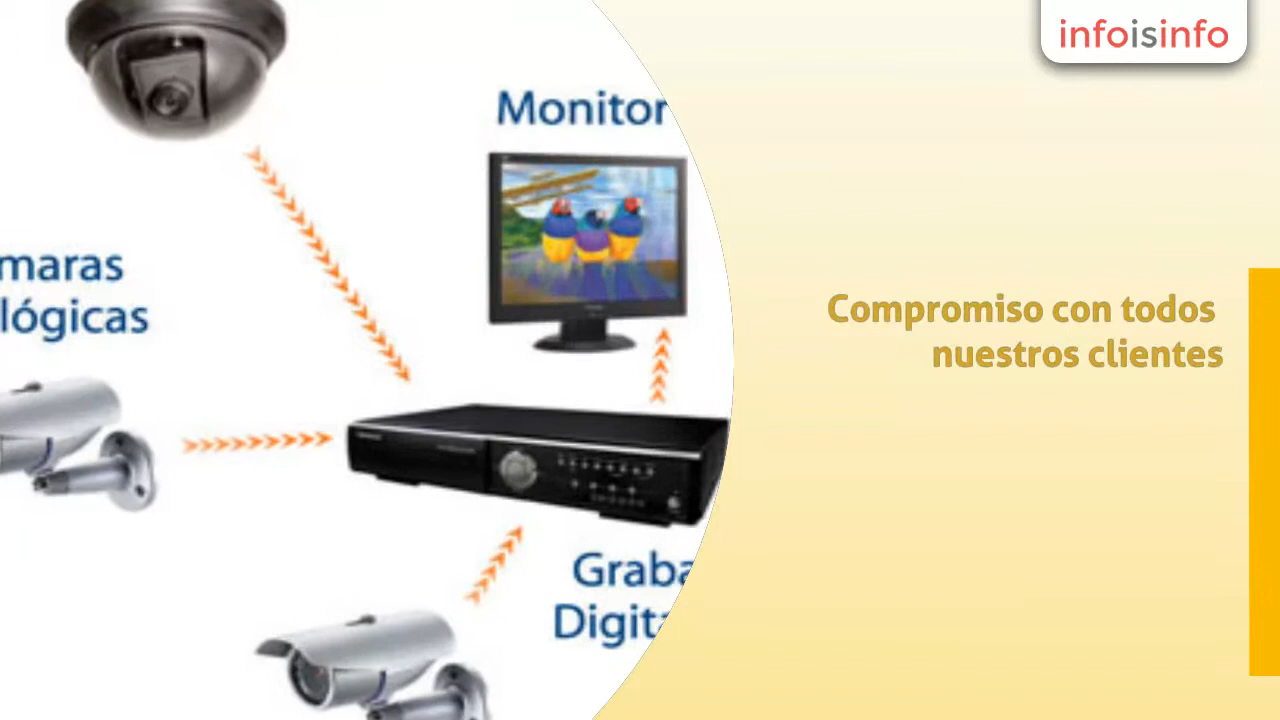 infoisinfo
Monitor
maras
lógicas
Compromiso con todos
nuestros clientes
Graba
Digita